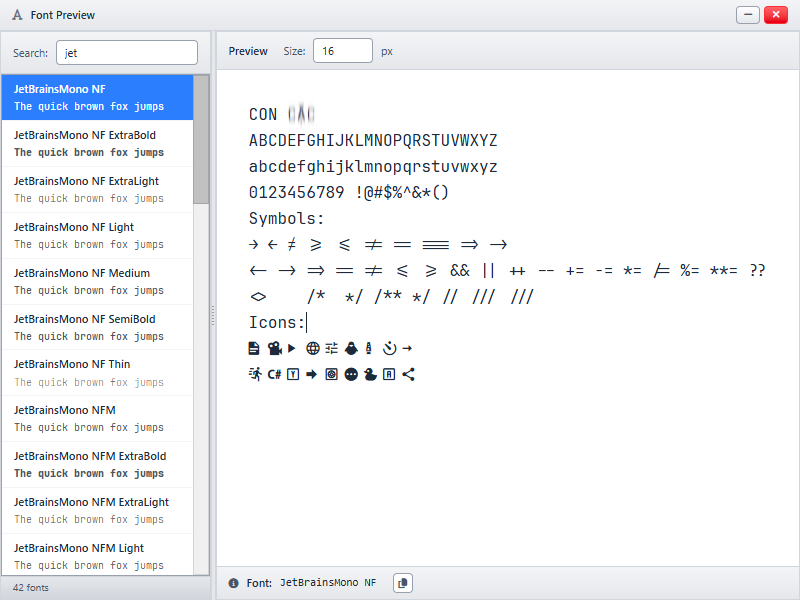 Font Preview
Search:
jet
JetBrainsMono NF
The quick brown fox jumps
JetBrainsMono NF ExtraBold
The quick brown fox jumps
JetBrainsMono NF ExtraLight
The quick brown fox jumps
JetBrainsMono NF Light
The quick brown fox jumps
JetBrainsMono NF Medium
The quick brown fox jumps
JetBrainsMono NF SemiBold
The quick brown fox jumps
JetBrainsMono NF Thin
The quick brown fox jumps
JetBrainsMono NFM
The quick brown fox jumps
JetBrainsMono NFM ExtraBold
The quick brown fox jumps
JetBrainsMono NFM ExtraLight
The quick brown fox jumps
JetBrainsMono NFM Light
The quick brown fox jumps
42 fonts
Preview Size: 16 px
CON
ABCDEFGHIJKLMNOPQRSTUVWXYZ
abcdefghijklmnopqrstuvwxyz
0123456789 !@#$%^&*()
Symbols:
→ ← ≠ ⩾ ⩽ != == === => ->
<- -> => == != <= >= && || ++ -- += -= *= /= %= **= ??
<> /* */ /** */ // /// ///
Icons:
C# Y A
Font: JetBrainsMono NF